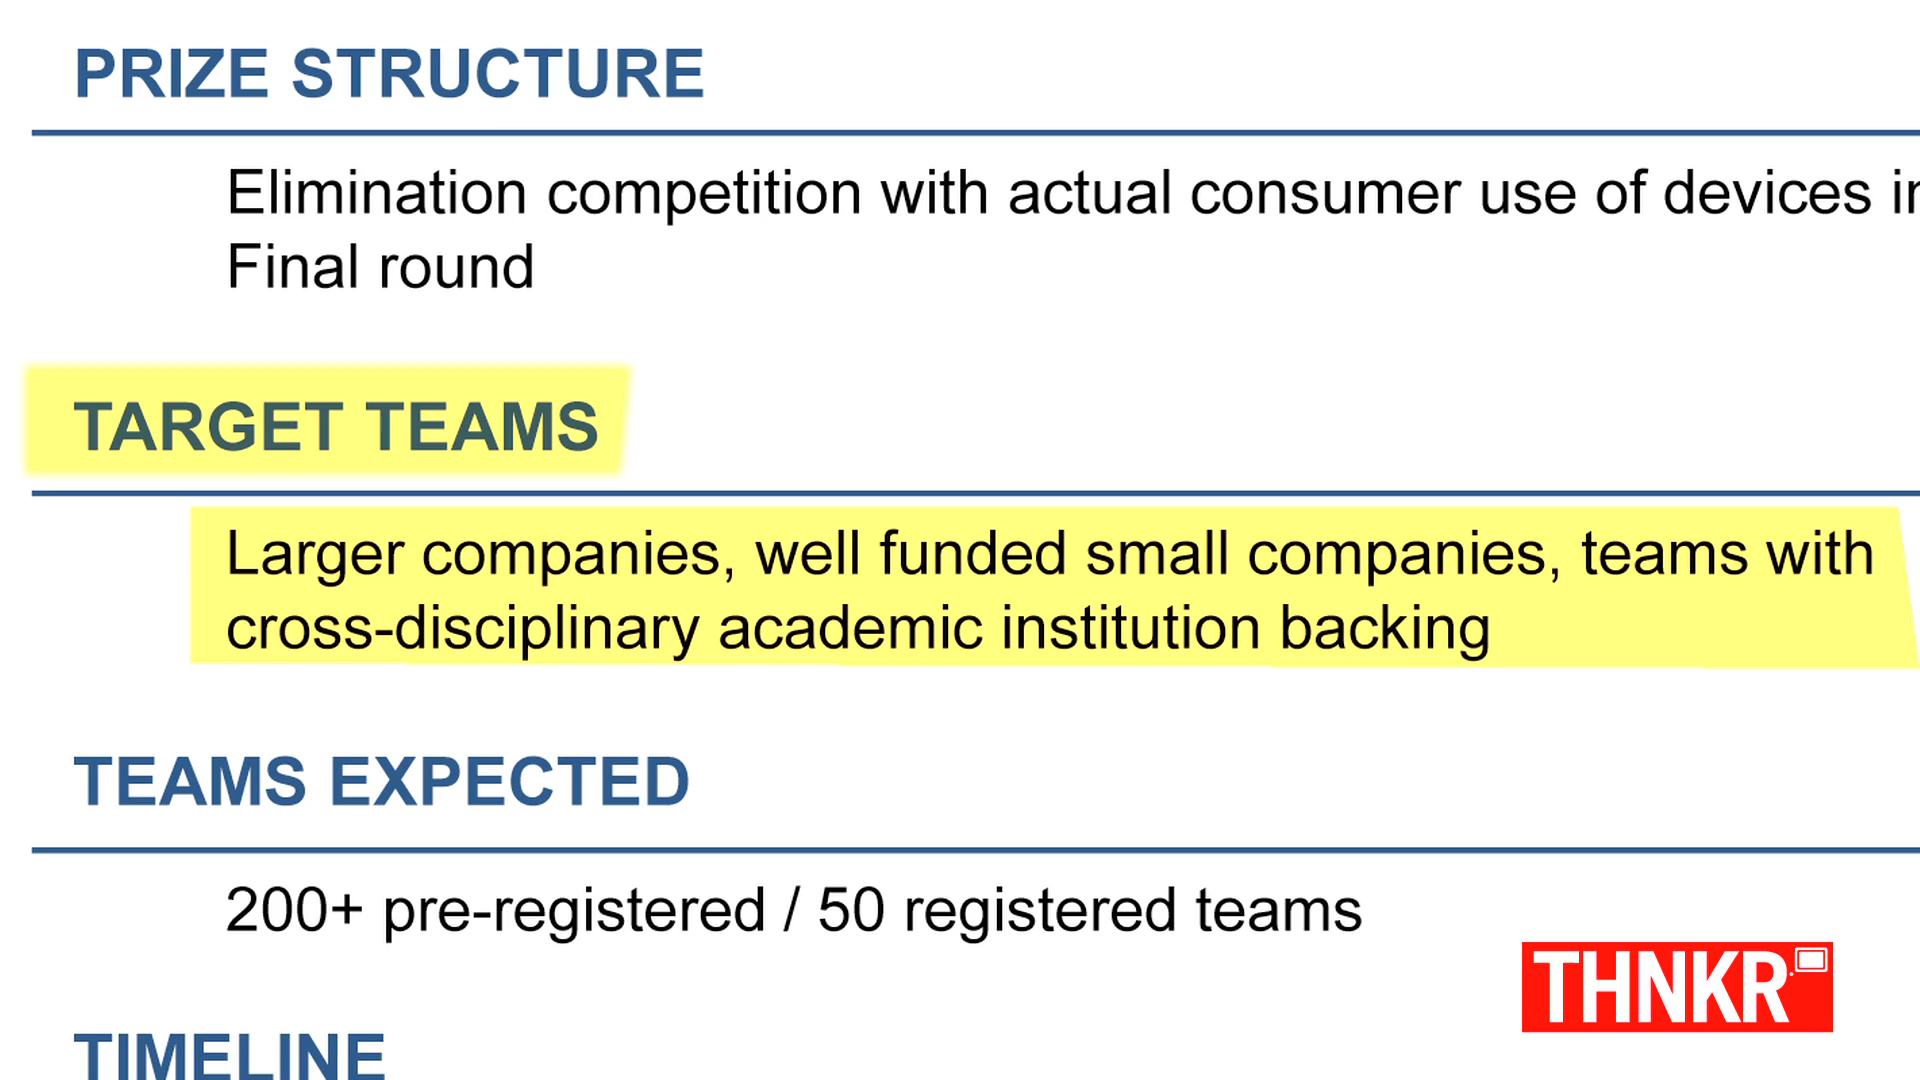 PRIZE STRUCTURE
Elimination competition with actual consumer use of devices in
Final round
TARGET TEAMS
Larger companies, well funded small companies, teams with
cross-disciplinary academic institution backing
TEAMS EXPECTED
200+ pre-registered / 50 registered teams
THNKR
TIMELINE